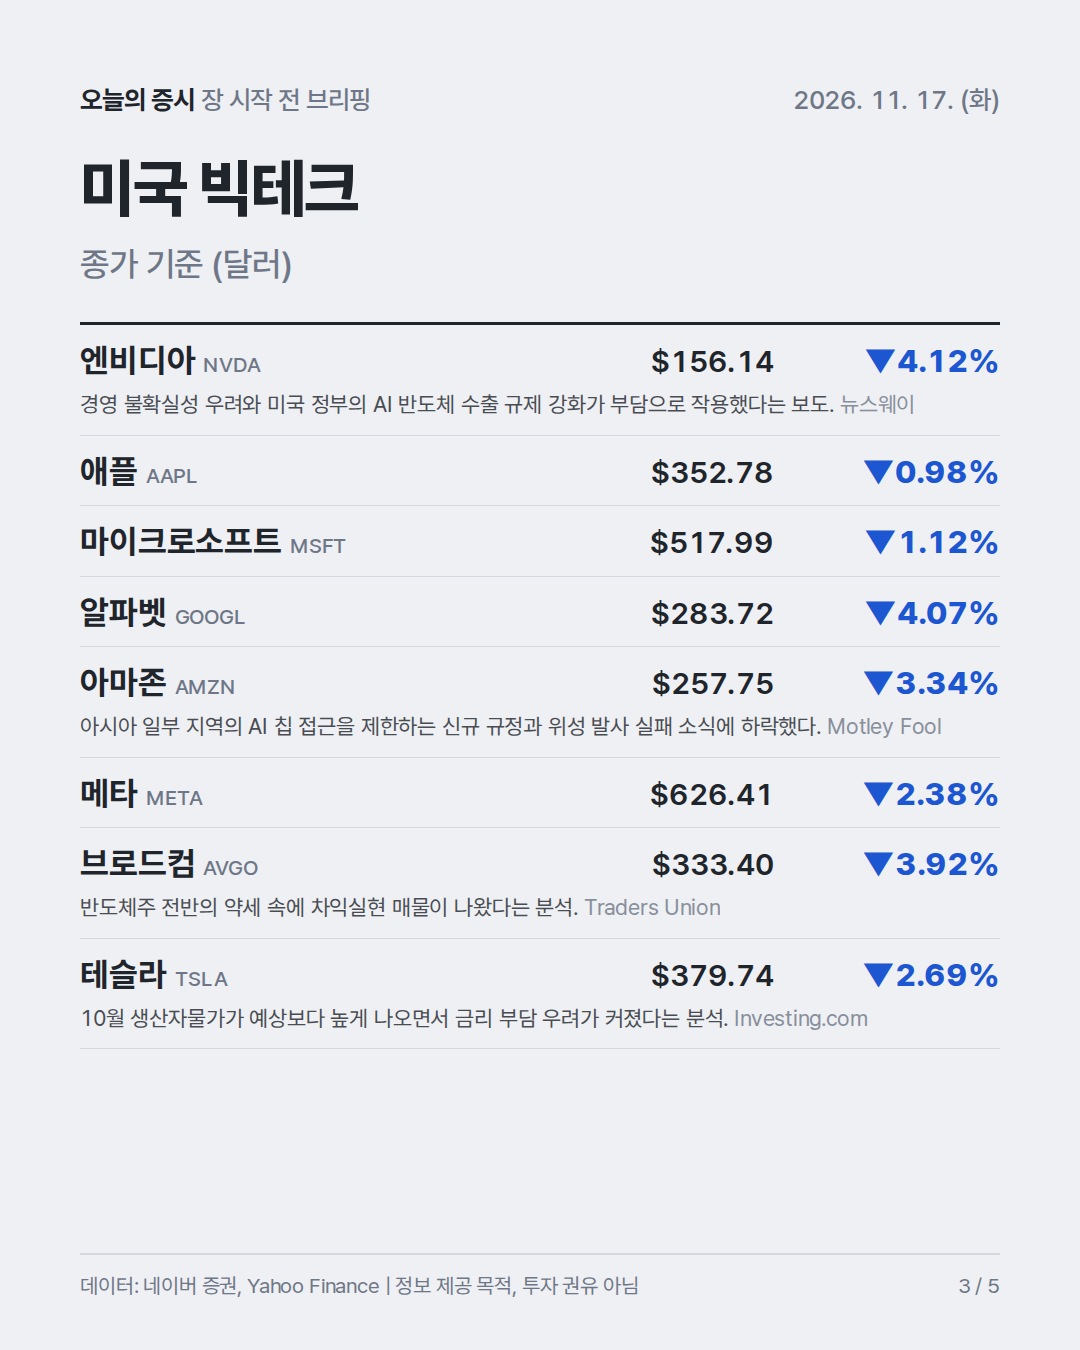 오늘의 증시 장 시작 전 브리핑 2026. 11. 17. (화)
미국 빅테크
종가 기준 (달러)
엔비디아 NVDA $156.14 ▼4.12%
경영 불확실성 우려와 미국 정부의 AI 반도체 수출 규제 강화가 부담으로 작용했다는 보도. 뉴스웨이
애플 AAPL $352.78 ▼0.98%
마이크로소프트 MSFT $517.99 ▼1.12%
알파벳 GOOGL $283.72 ▼4.07%
아마존 AMZN $257.75 ▼3.34%
아시아 일부 지역의 AI 칩 접근을 제한하는 신규 규정과 위성 발사 실패 소식에 하락했다. Motley Fool
메타 META $626.41 ▼2.38%
브로드컴 AVGO $333.40 ▼3.92%
반도체주 전반의 약세 속에 차익실현 매물이 나왔다는 분석. Traders Union
테슬라 TSLA $379.74 ▼2.69%
10월 생산자물가가 예상보다 높게 나오면서 금리 부담 우려가 커졌다는 분석. Investing.com
데이터: 네이버 증권, Yahoo Finance | 정보 제공 목적, 투자 권유 아님 3 / 5